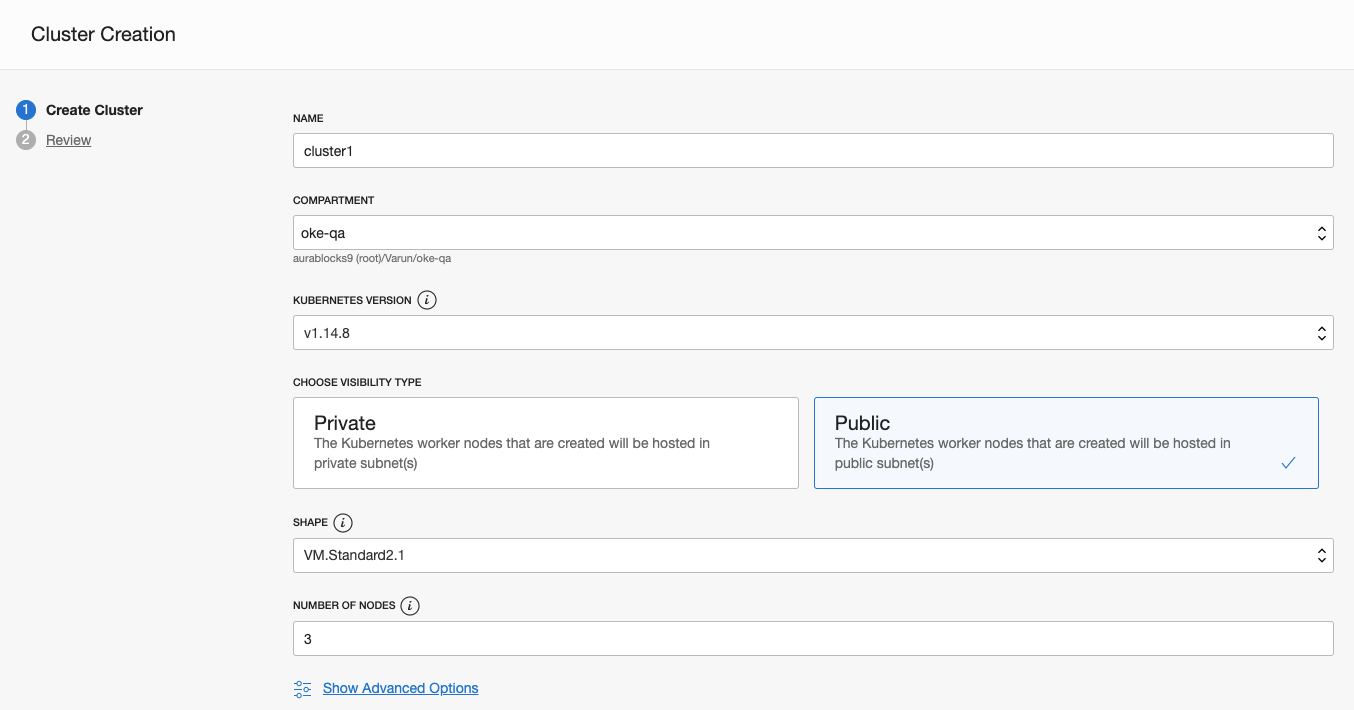 Cluster Creation
1 Create Cluster
2 Review
NAME
cluster1
COMPARTMENT
oke-qa
aurablocks9 (root)/Varun/oke-qa
KUBERNETES VERSION i
v1.14.8
CHOOSE VISIBILITY TYPE
Private
The Kubernetes worker nodes that are created will be hosted in
private subnet(s)
Public
The Kubernetes worker nodes that are created will be hosted in
public subnet(s)
SHAPE i
VM.Standard2.1
NUMBER OF NODES i
3
Show Advanced Options